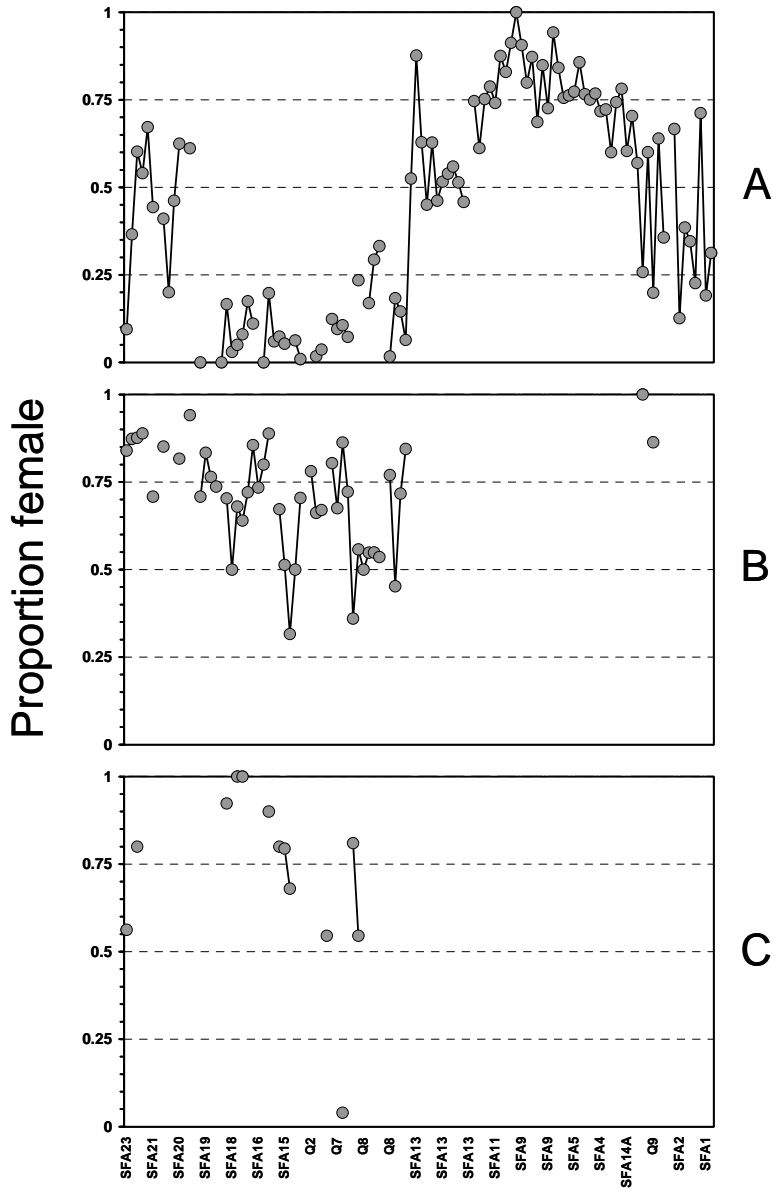 Proportion female
1
0.75
0.5
0.25
0
A
1
0.75
0.5
0.25
0
B
1
0.75
0.5
0.25
0
C
SFA23
SFA21
SFA20
SFA19
SFA18
SFA16
SFA15
Q2
Q7
Q8
Q8
SFA13
SFA13
SFA13
SFA11
SFA9
SFA9
SFA5
SFA4
SFA14A
Q9
SFA2
SFA1